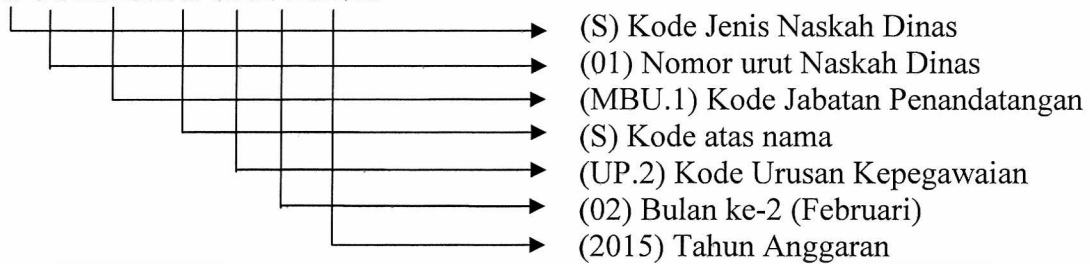 (S) Kode Jenis Naskah Dinas
(01) Nomor urut Naskah Dinas
(MBU.1) Kode Jabatan Penandatangan
(S) Kode atas nama
(UP.2) Kode Urusan Kepegawaian
(02) Bulan ke-2 (Februari)
(2015) Tahun Anggaran